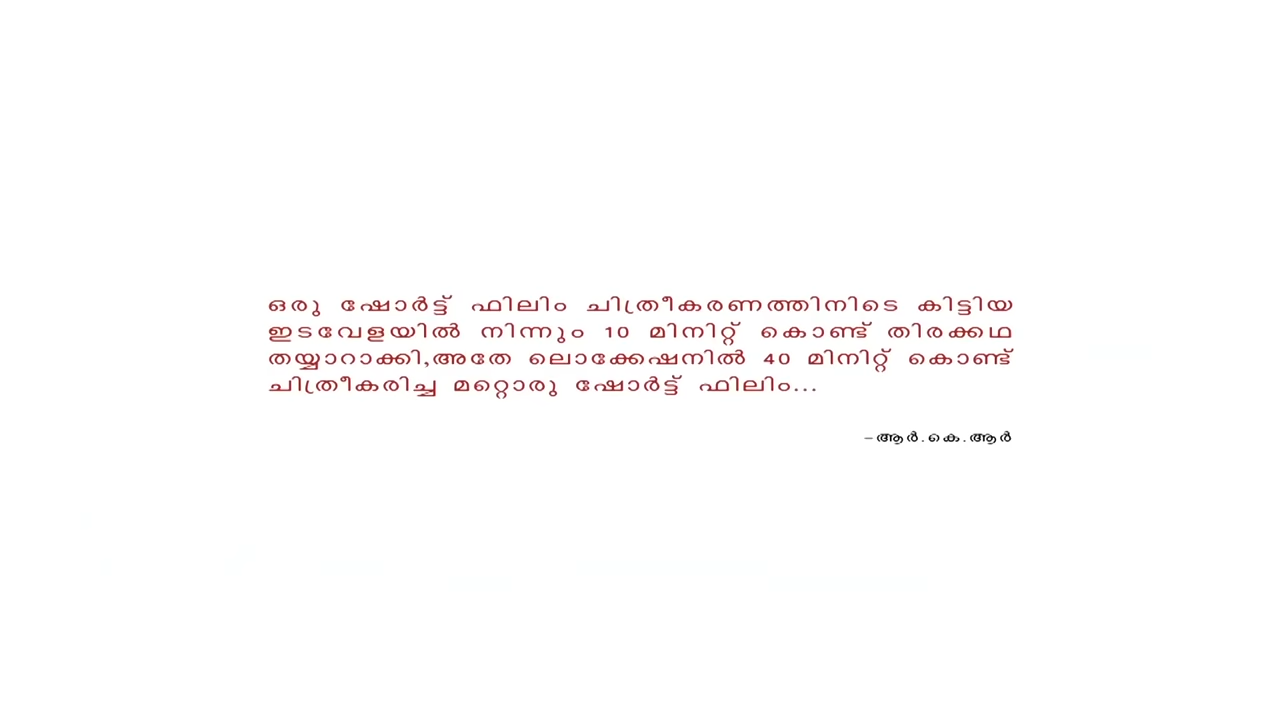 ഒരു ഷോർട്ട് ഫിലിം ചിത്രീകരണത്തിനിടെ കിട്ടിയ
ഇടവേളയിൽ നിന്നും 10 മിനിറ്റ് കൊണ്ട് തിരക്കഥ
തയ്യാറാക്കി,അതേ ലൊക്കേഷനിൽ 40 മിനിറ്റ് കൊണ്ട്
ചിത്രീകരിച്ച മറ്റൊരു ഷോർട്ട് ഫിലിം...
-ആർ.കെ.ആർ